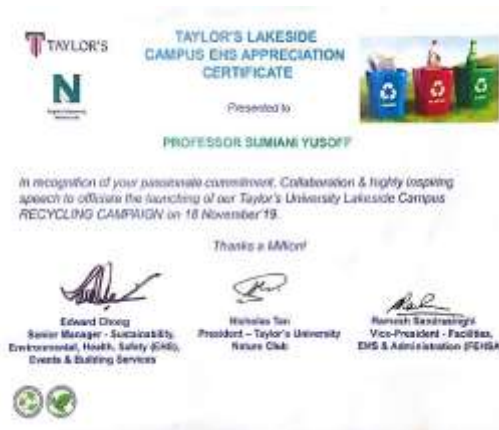 TAYLOR'S
TAYLOR'S LAKESIDE
CAMPUS EHS APPRECIATION
CERTIFICATE
Presented to
PROFESSOR SUMIANI YUSOFF
In recognition of your passionate commitment, Collaboration & highly inspiring
speech to officiate the launching of our Taylor's University Lakeside Campus
RECYCLING CAMPAIGN on 18 November'19.
Thanks a Million!
Edward Chong
Senior Manager - Sustainability,
Environmental, Health, Safety (EHS),
Events & Building Services
Nicholas Tan
President – Taylor's University
Nature Club
Vice-President - Facilities,
EHS & Administration (FEHSA